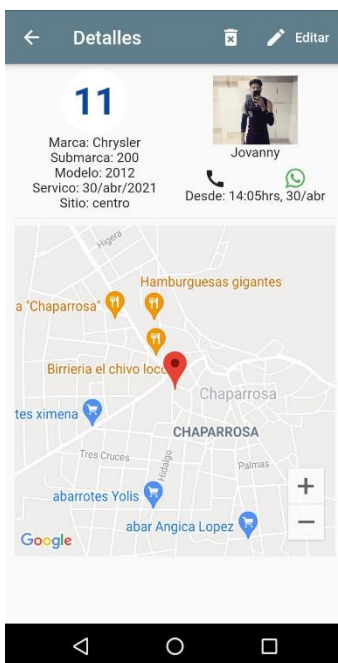 Detalles
Editar
11
Marca: Chrysler
Submarca: 200
Modelo: 2012
Servico: 30/abr/2021
Sitio: centro
Jovanny
Desde: 14:05hrs, 30/abr
Higera
Hamburguesas gigantes
a "Chaparrosa"
Birrieria el chivo loco
Chaparrosa
tes ximena
CHAPARROSA
Tres Cruces
Hidalgo
Palmas
abarrotes Yolis
abar Angica Lopez
+
−
Google